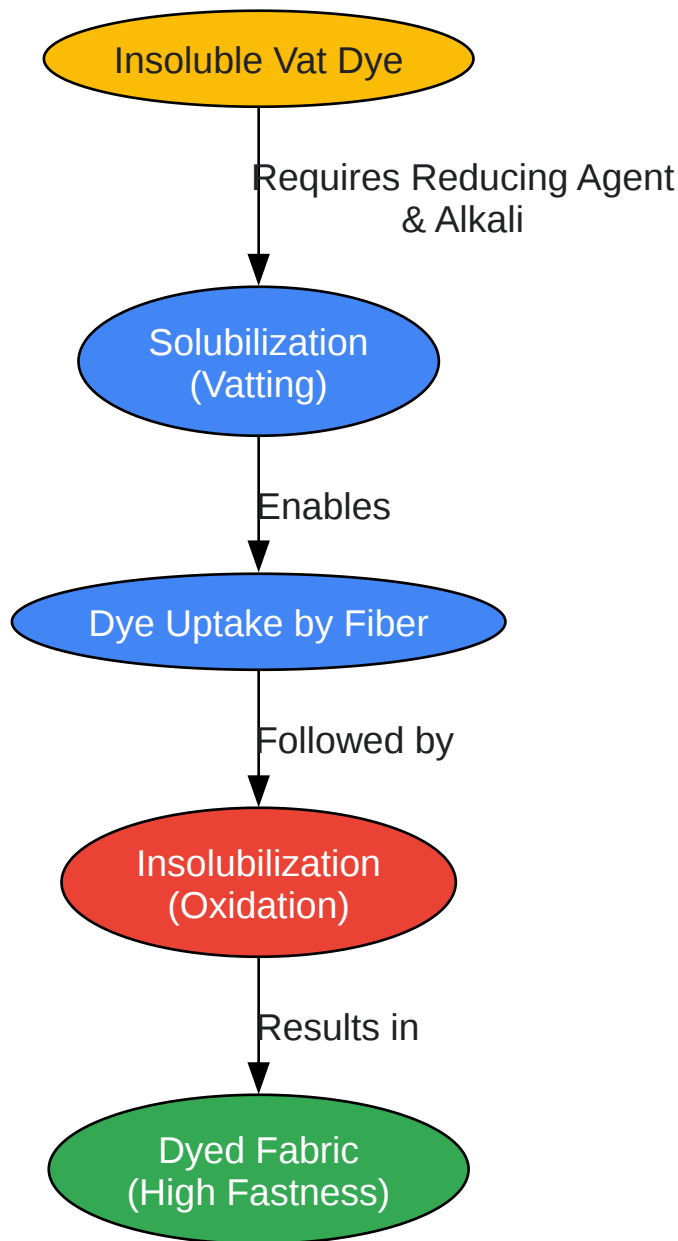 Insoluble Vat Dye
Requires Reducing Agent
& Alkali
Solubilization
(Vatting)
Enables
Dye Uptake by Fiber
Followed by
Insolubilization
(Oxidation)
Results in
Dyed Fabric
(High Fastness)